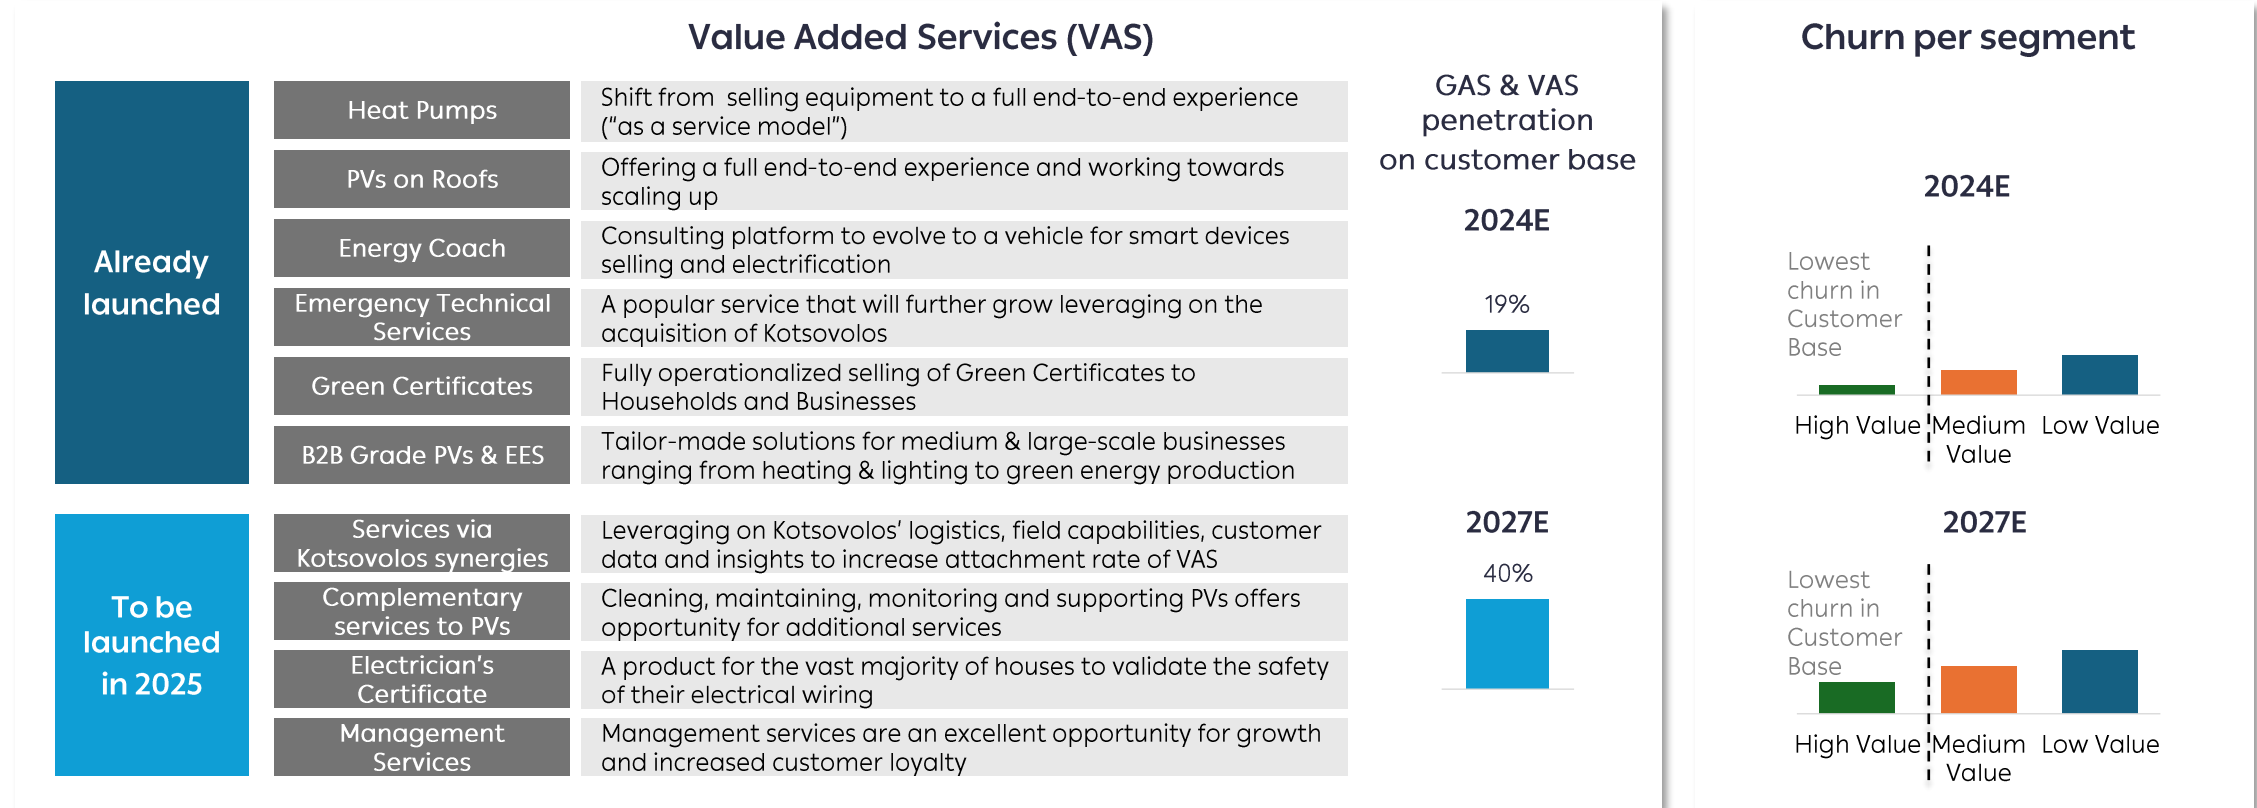 Value Added Services (VAS)
Already
launched
Heat Pumps
Shift from selling equipment to a full end-to-end experience
("as a service model")
PVs on Roofs
Offering a full end-to-end experience and working towards
scaling up
Energy Coach
Consulting platform to evolve to a vehicle for smart devices
selling and electrification
Emergency Technical
Services
A popular service that will further grow leveraging on the
acquisition of Kotsovolos
Green Certificates
Fully operationalized selling of Green Certificates to
Households and Businesses
B2B Grade PVs & EES
Tailor-made solutions for medium & large-scale businesses
ranging from heating & lighting to green energy production
To be
launched
in 2025
Services via
Kotsovolos synergies
Leveraging on Kotsovolos' logistics, field capabilities, customer
data and insights to increase attachment rate of VAS
Complementary
services to PVs
Cleaning, maintaining, monitoring and supporting PVs offers
opportunity for additional services
Electrician's
Certificate
A product for the vast majority of houses to validate the safety
of their electrical wiring
Management
Services
Management services are an excellent opportunity for growth
and increased customer loyalty
GAS & VAS
penetration
on customer base
2024E
19%
2027E
40%
Churn per segment
2024E
Lowest
churn in
Customer
Base
High Value
Medium
Value
Low Value
2027E
Lowest
churn in
Customer
Base
High Value
Medium
Value
Low Value